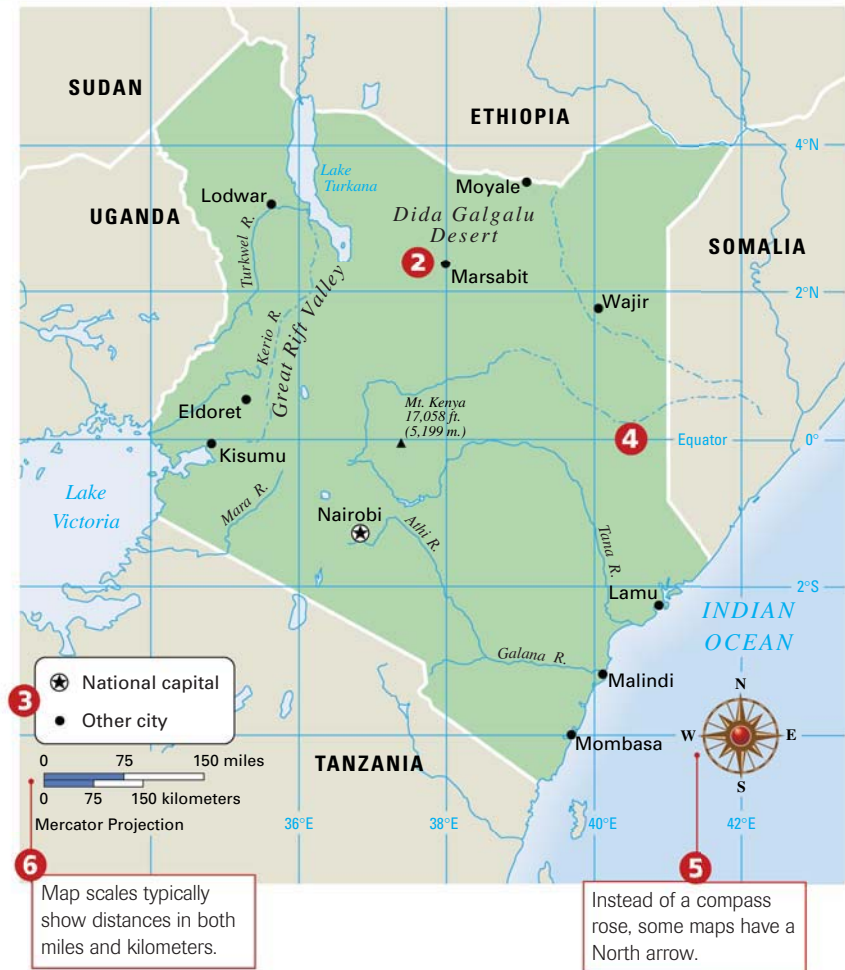 SUDAN
ETHIOPIA
4°N
Lake
Turkana
Moyale
Lodwar
UGANDA
Dida Galgalu
Desert
SOMALIA
Turkwel R.
2
Marsabit
2°N
Wajir
Great Rift Valley
Kerio R.
Mt. Kenya
17,058 ft.
(5,199 m.)
Eldoret
4
Equator
0°
Kisumu
Lake
Victoria
Mara R.
Nairobi
Athi R.
Tana R.
2°S
Lamu
INDIAN
OCEAN
Galana R.
Malindi
3
National capital
Other city
N
W
E
S
Mombasa
TANZANIA
0 75 150 miles
0 75 150 kilometers
Mercator Projection
36°E
38°E
40°E
42°E
6
Map scales typically
show distances in both
miles and kilometers.
5
Instead of a compass
rose, some maps have a
North arrow.